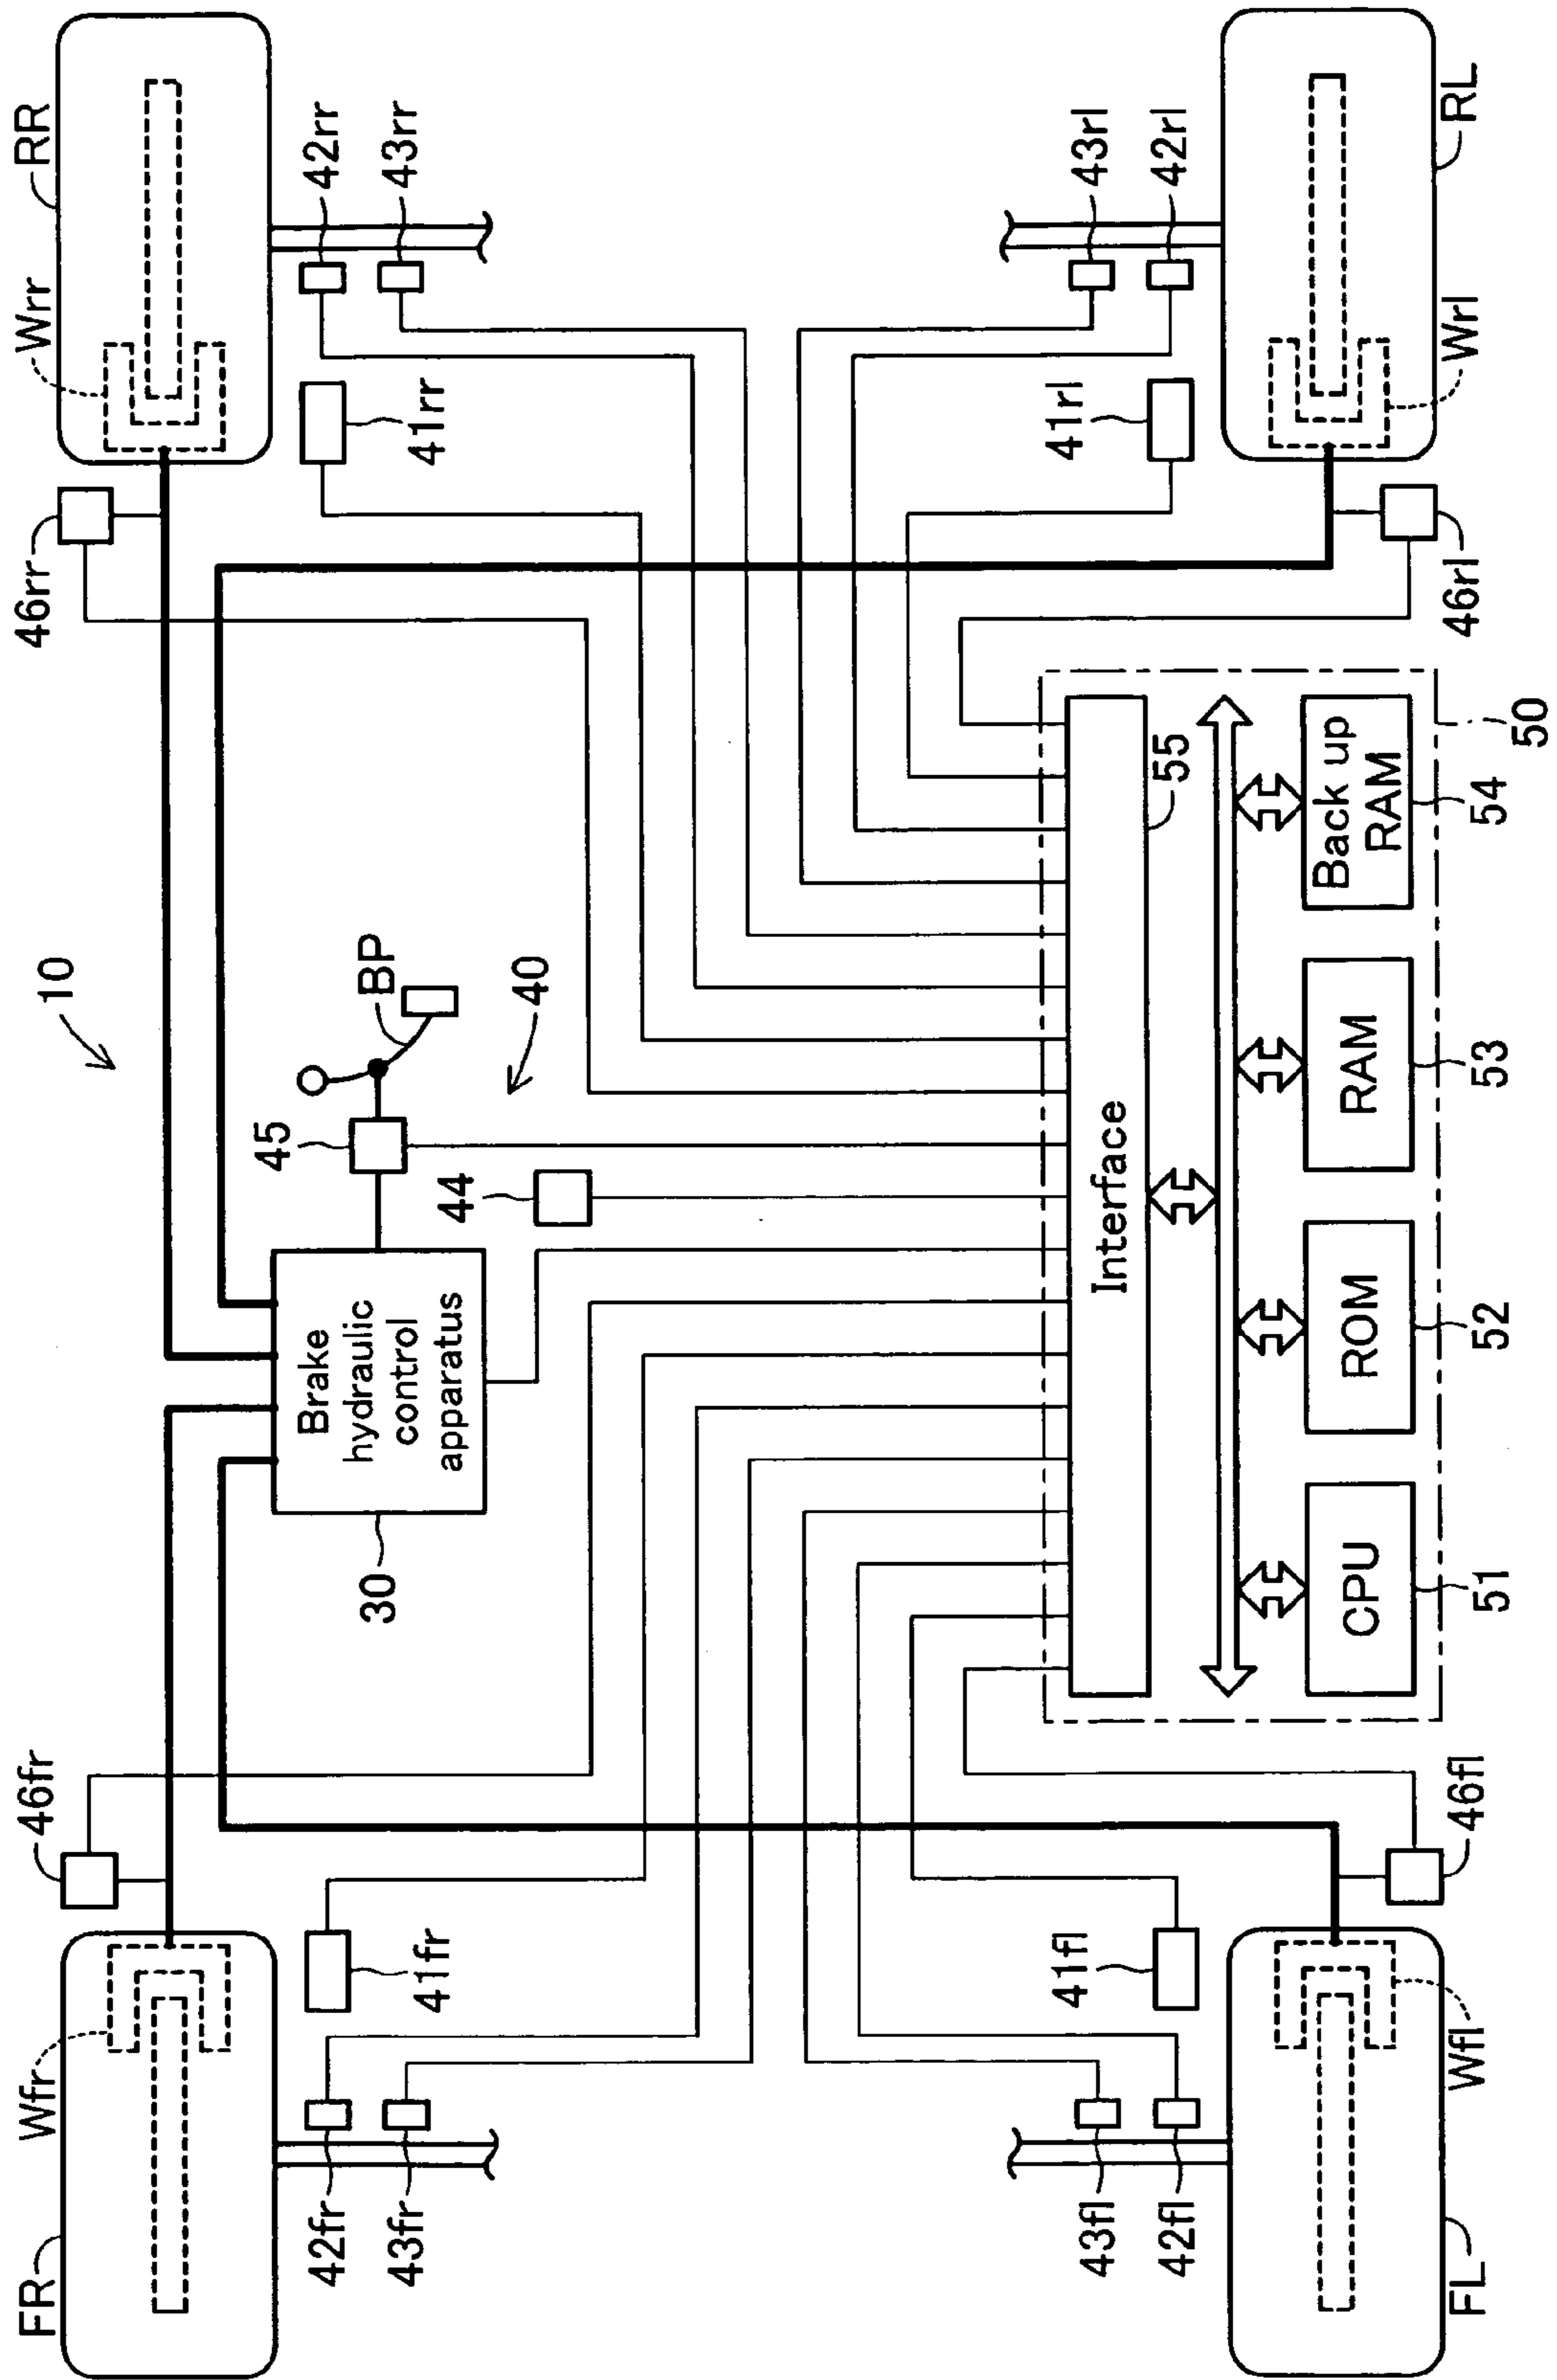 10
FR
Wfr
46fr
46rr
Wrr
RR
30
Brake
hydraulic
control
apparatus
45
BP
44
40
42fr
43fr
41fr
41rr
42rr
43rr
43fl
42fl
41fl
41rl
43rl
42rl
Interface
55
CPU
ROM
RAM
Back up
RAM
51
52
53
54
50
FL
Wfl
46fl
46rl
Wrl
RL